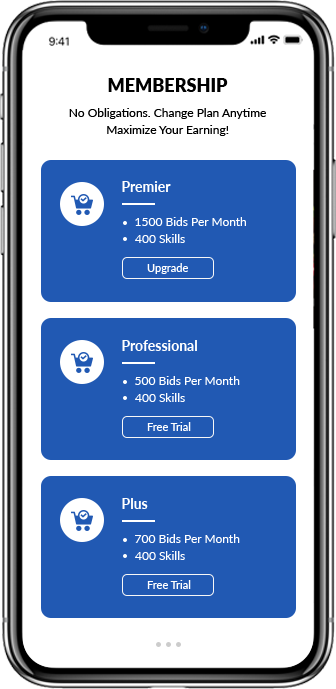 9:41
MEMBERSHIP
No Obligations. Change Plan Anytime
Maximize Your Earning!
Premier
• 1500 Bids Per Month
• 400 Skills
Upgrade
Professional
• 500 Bids Per Month
• 400 Skills
Free Trial
Plus
• 700 Bids Per Month
• 400 Skills
Free Trial